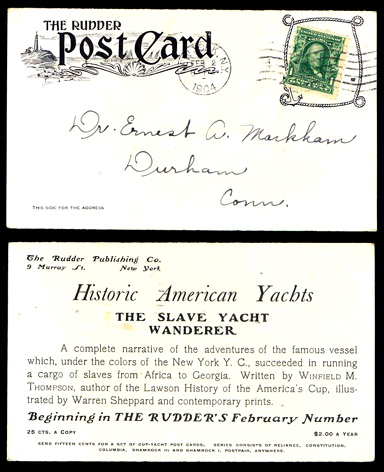 THE RUDDER
Post Card
N.Y.
FEB
1904
Dr. Ernest A. Markham
Durham
Conn.
THIS SIDE FOR THE ADDRESS
The Rudder Publishing Co.
9 Murray St. New York
Historic American Yachts
THE SLAVE YACHT
WANDERER
A complete narrative of the adventures of the famous vessel
which, under the colors of the New York Y. C., succeeded in running
a cargo of slaves from Africa to Georgia. Written by WINFIELD M.
THOMPSON, author of the Lawson History of the America's Cup, illus-
trated by Warren Sheppard and contemporary prints.
Beginning in THE RUDDER'S February Number
25 CTS. A COPY $2.00 A YEAR
SEND FIFTEEN CENTS FOR A SET OF CUP-YACHT POST CARDS. SERIES CONSISTS OF RELIANCE, CONSTITUTION,
COLUMBIA, SHAMROCK III AND SHAMROCK I, POSTPAID, ANYWHERE.